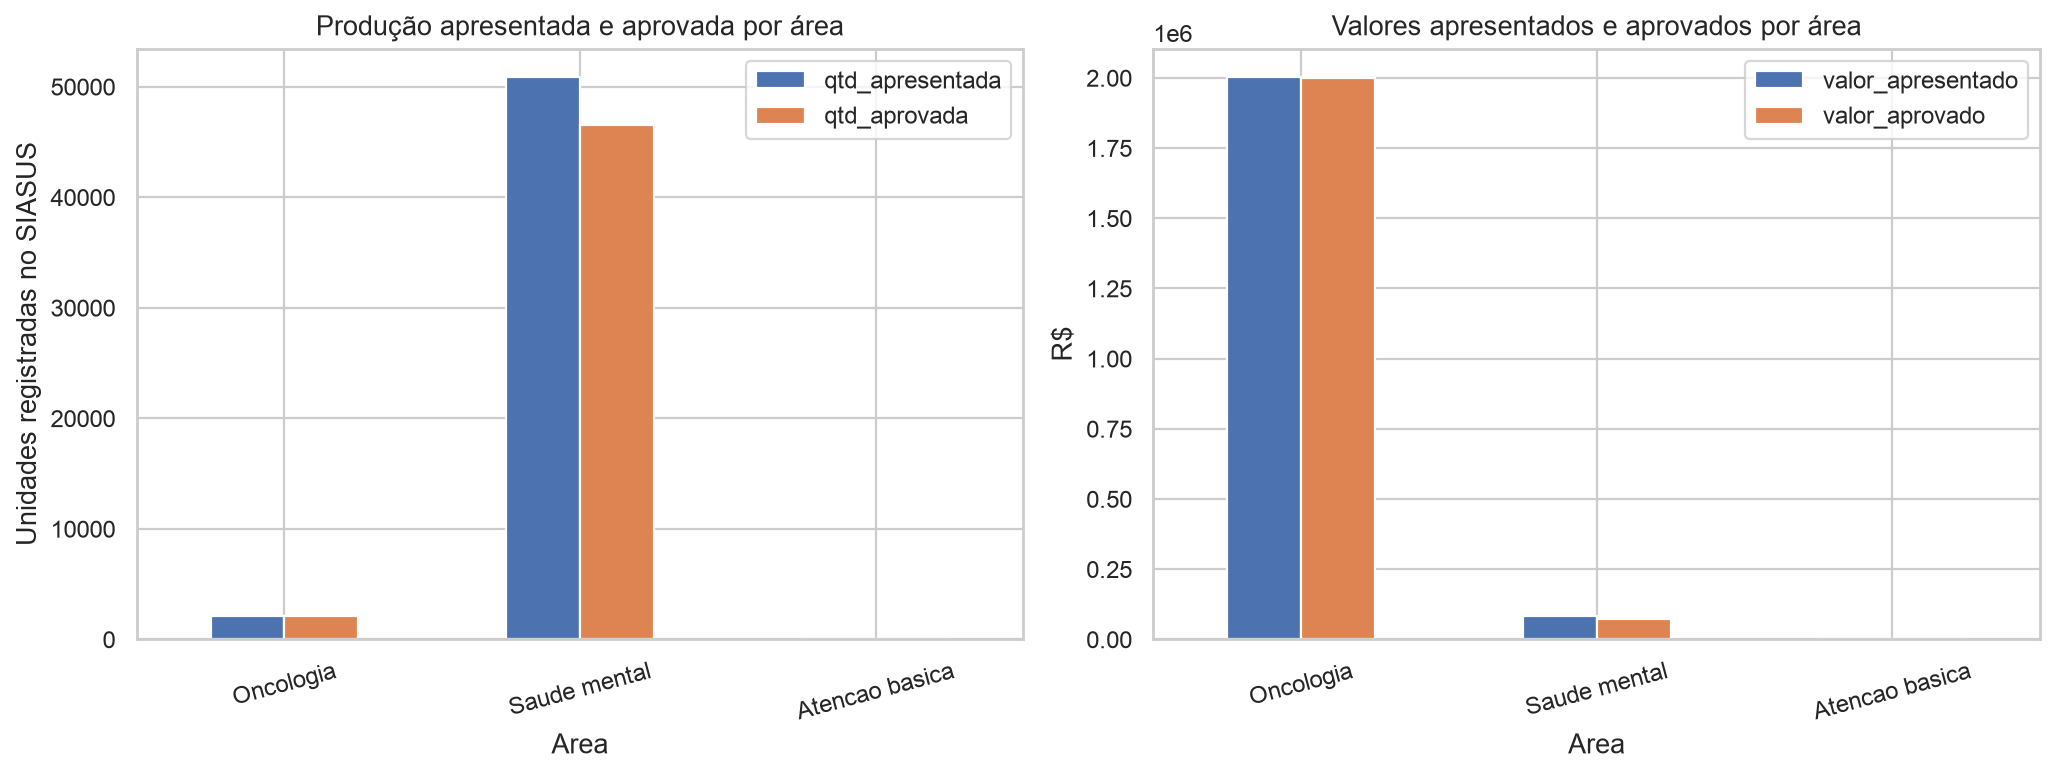 Produção apresentada e aprovada por área
qtd_apresentada
qtd_aprovada
Unidades registradas no SIASUS
50000
40000
30000
20000
10000
0
Oncologia
Saude mental
Atencao basica
Area
Valores apresentados e aprovados por área
1e6
valor_apresentado
valor_aprovado
R$
2.00
1.75
1.50
1.25
1.00
0.75
0.50
0.25
0.00
Oncologia
Saude mental
Atencao basica
Area